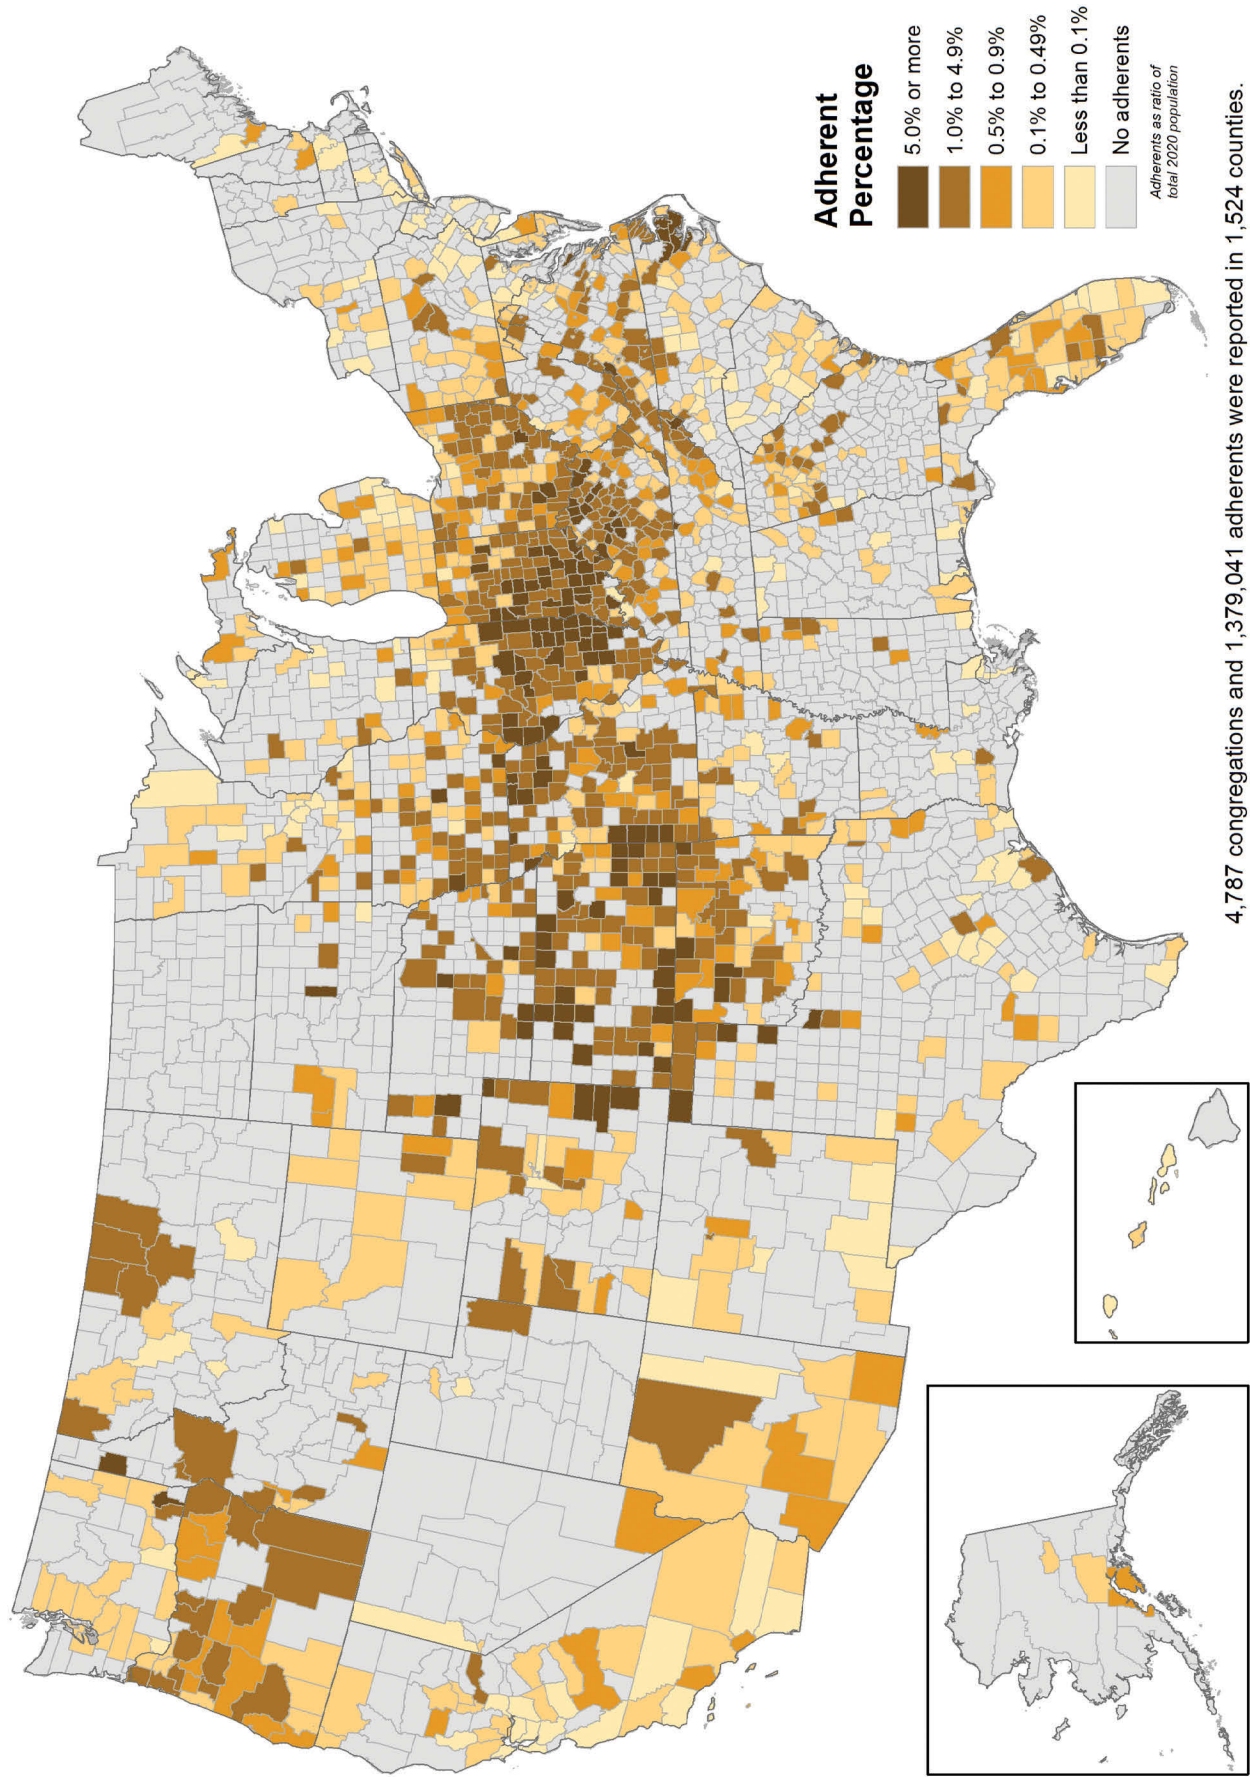 Adherent
Percentage
5.0% or more
1.0% to 4.9%
0.5% to 0.9%
0.1% to 0.49%
Less than 0.1%
No adherents
Adherents as ratio of
total 2020 population
4,787 congregations and 1,379,041 adherents were reported in 1,524 counties.